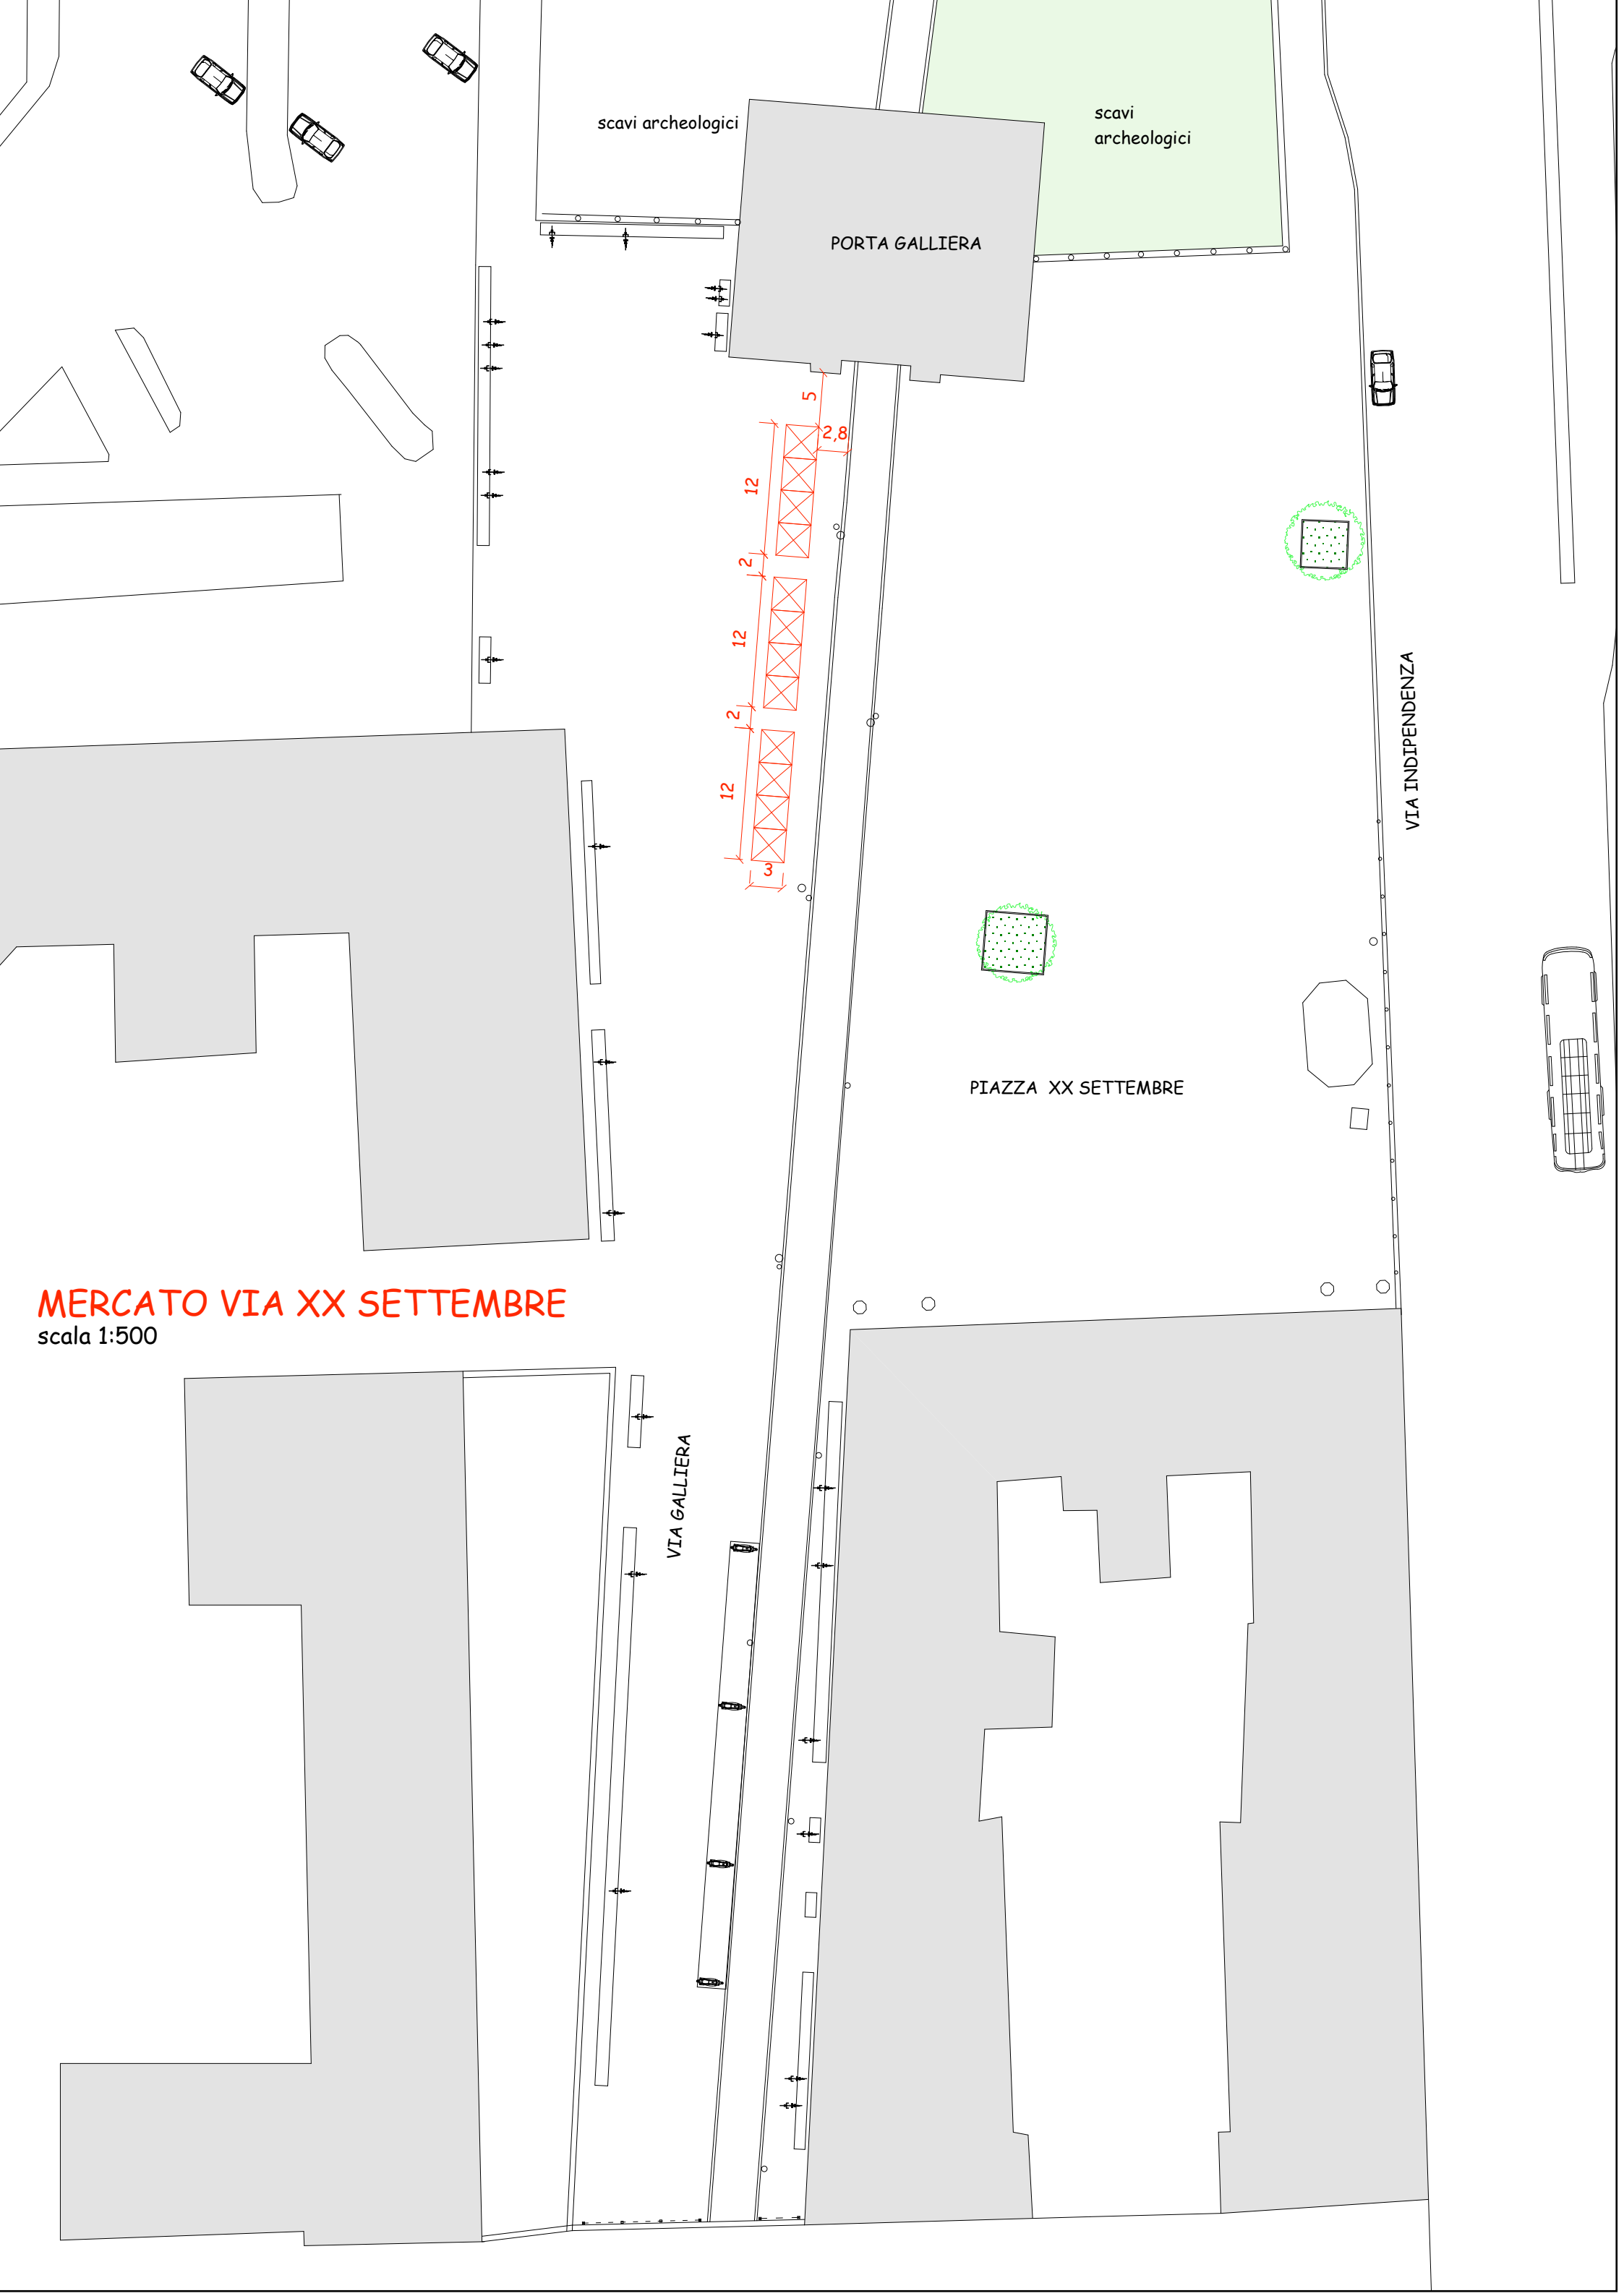 scavi archeologici
scavi
archeologici
PORTA GALLIERA
5
2,8
12
2
12
2
12
3
VIA INDIPENDENZA
PIAZZA XX SETTEMBRE
MERCATO VIA XX SETTEMBRE
scala 1:500
VIA GALLIERA